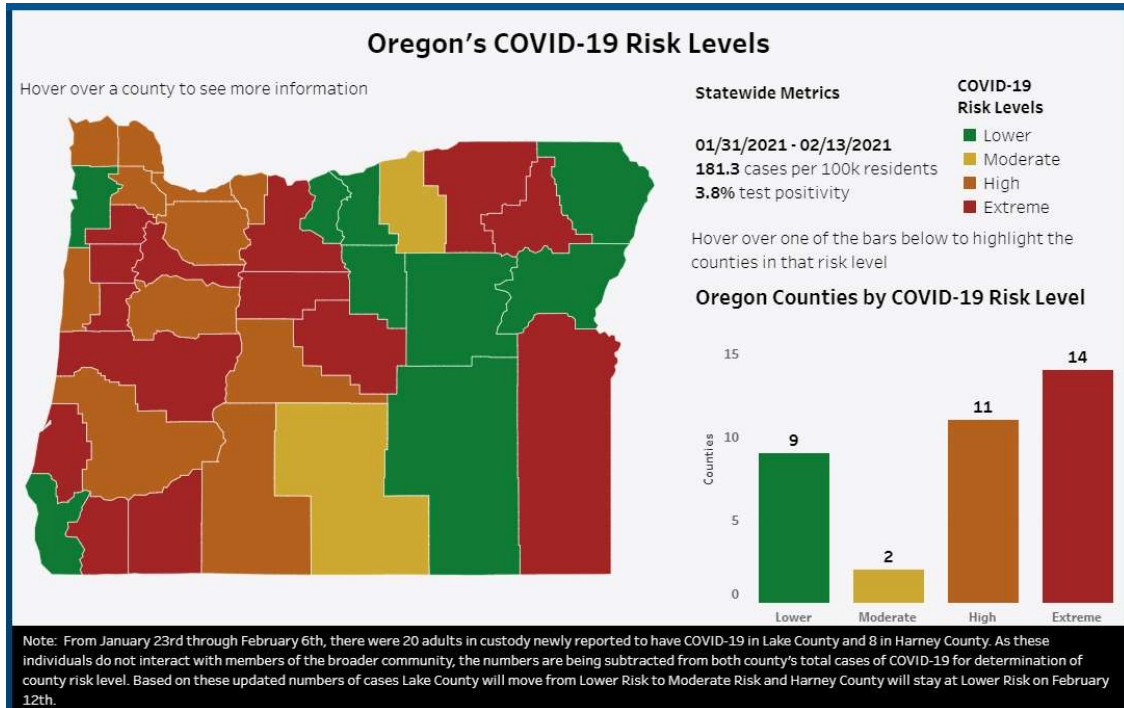 Oregon's COVID-19 Risk Levels
Hover over a county to see more information
Statewide Metrics
01/31/2021 - 02/13/2021
181.3 cases per 100k residents
3.8% test positivity
COVID-19
Risk Levels
Lower
Moderate
High
Extreme
Hover over one of the bars below to highlight the
counties in that risk level
Oregon Counties by COVID-19 Risk Level
Counties
15
10
5
0
9
2
11
14
Lower
Moderate
High
Extreme
Note: From January 23rd through February 6th, there were 20 adults in custody newly reported to have COVID-19 in Lake County and 8 in Harney County. As these
individuals do not interact with members of the broader community, the numbers are being subtracted from both county's total cases of COVID-19 for determination of
county risk level. Based on these updated numbers of cases Lake County will move from Lower Risk to Moderate Risk and Harney County will stay at Lower Risk on February
12th.